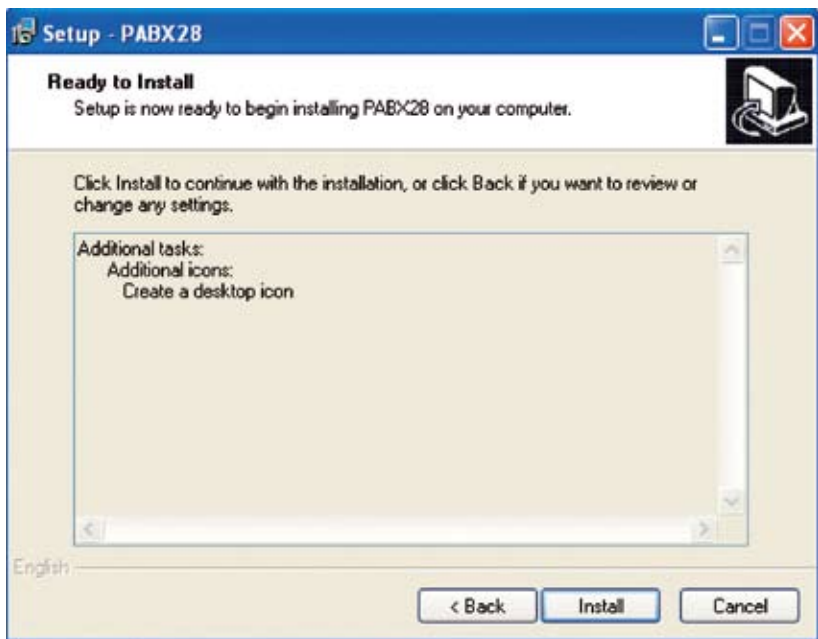 Setup - PABX28
Ready to Install
Setup is now ready to begin installing PABX28 on your computer.
Click Install to continue with the installation, or click Back if you want to review or
change any settings.
Additional tasks:
Additional icons:
Create a desktop icon
English
< Back
Install
Cancel